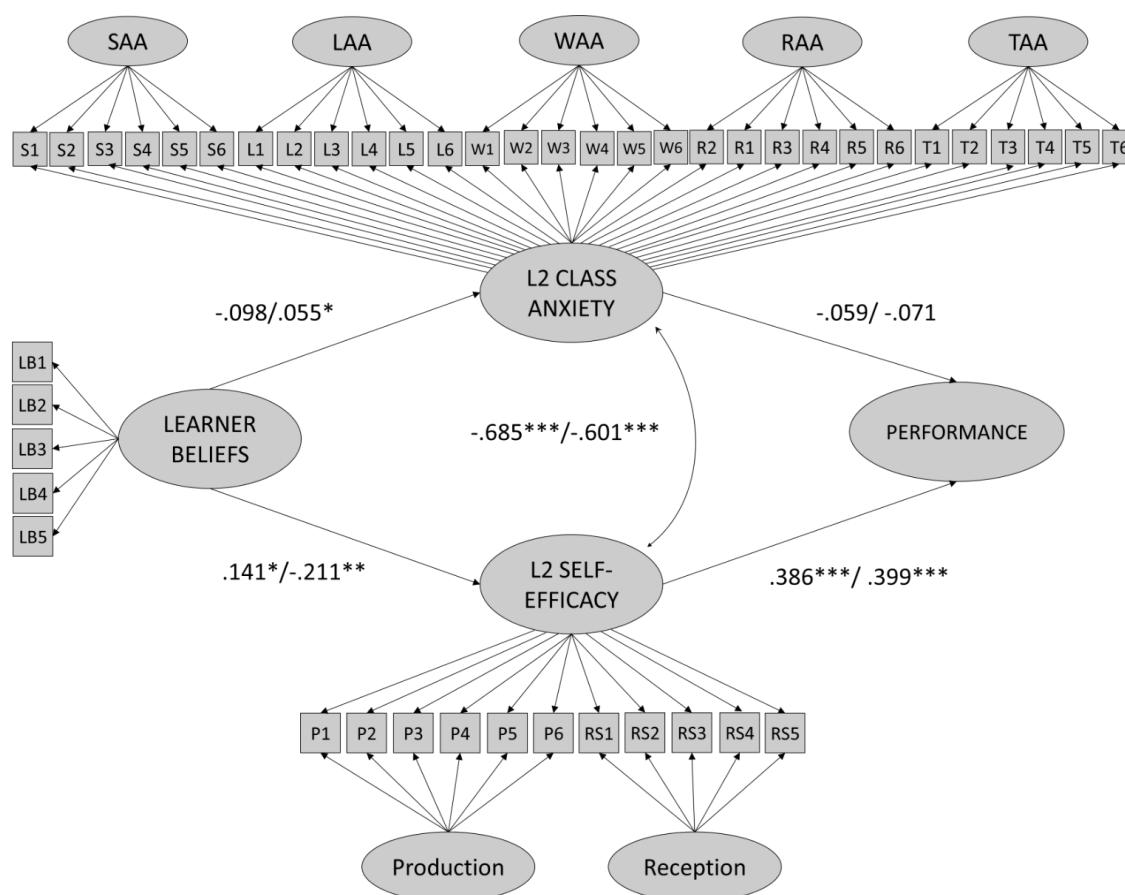 SAA LAA WAA RAA TAA
S1 S2 S3 S4 S5 S6 L1 L2 L3 L4 L5 L6 W1 W2 W3 W4 W5 W6 R2 R1 R3 R4 R5 R6 T1 T2 T3 T4 T5 T6
L2 CLASS
ANXIETY
-.098/.055*
-.059/ -.071
LB1
LB2
LB3
LB4
LB5
LEARNER
BELIEFS
-.685***/-.601***
PERFORMANCE
L2 SELF-
EFFICACY
.141*/-.211**
.386***/ .399***
P1 P2 P3 P4 P5 P6 RS1 RS2 RS3 RS4 RS5
Production Reception